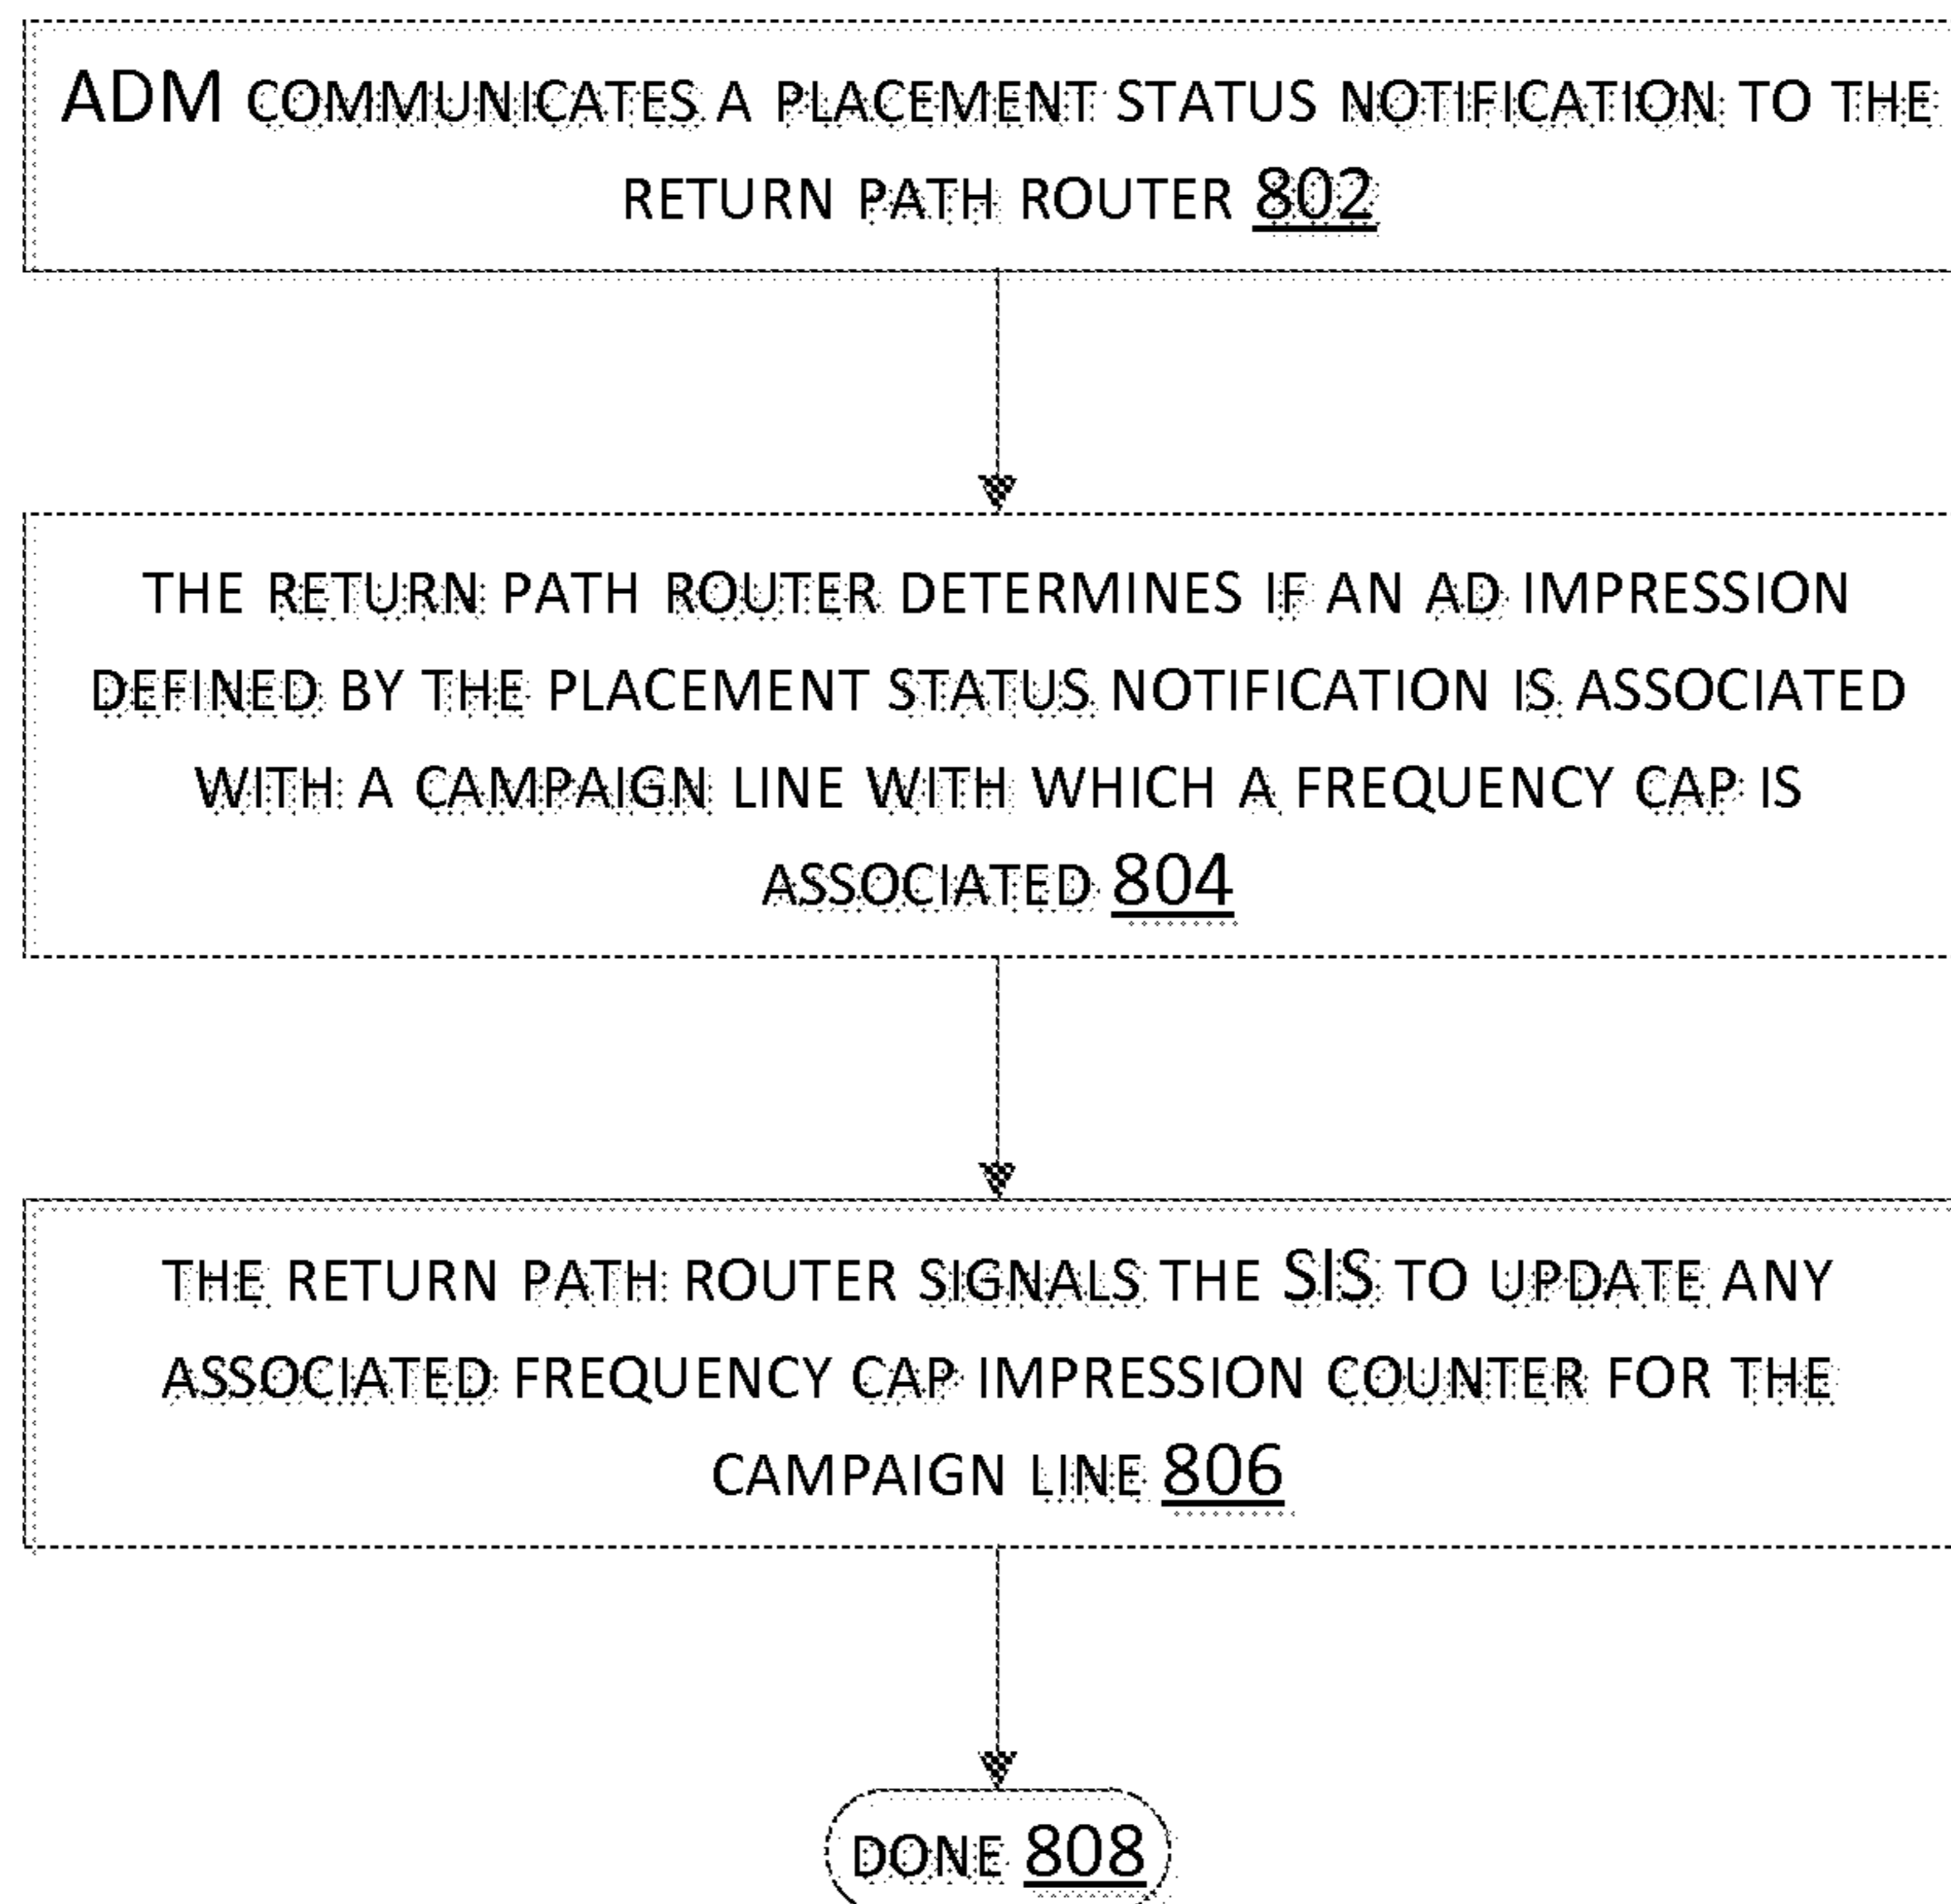 ADM COMMUNICATES A PLACEMENT STATUS NOTIFICATION TO THE
RETURN PATH ROUTER 802
THE RETURN PATH ROUTER DETERMINES IF AN AD IMPRESSION
DEFINED BY THE PLACEMENT STATUS NOTIFICATION IS ASSOCIATED
WITH A CAMPAIGN LINE WITH WHICH A FREQUENCY CAP IS
ASSOCIATED 804
THE RETURN PATH ROUTER SIGNALS THE SIS TO UPDATE ANY
ASSOCIATED FREQUENCY CAP IMPRESSION COUNTER FOR THE
CAMPAIGN LINE 806
DONE 808